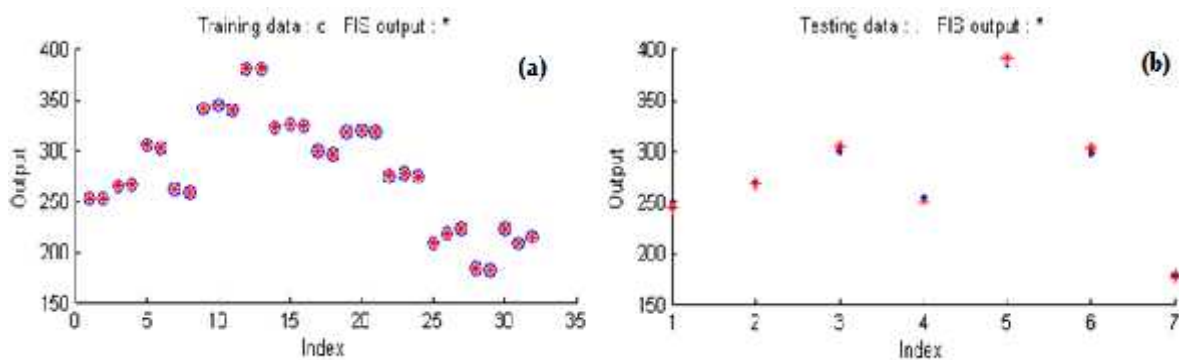 Training data : o   FIS output : *
(a)
400
350
300
250
200
150
Output
0 5 10 15 20 25 30 35
Index
Testing data : .   FIS output : *
(b)
400
350
300
250
200
150
Output
1 2 3 4 5 6 7
Index